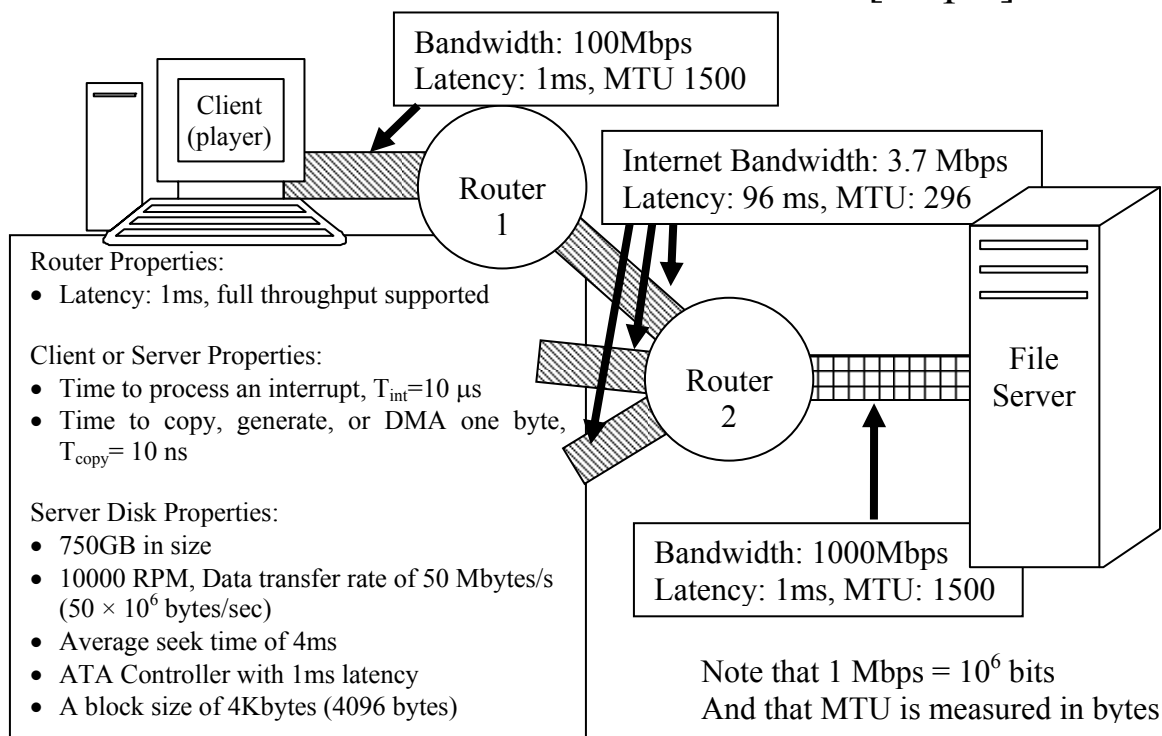 Bandwidth: 100Mbps
Latency: 1ms, MTU 1500
Client
(player)
Router
1
Internet Bandwidth: 3.7 Mbps
Latency: 96 ms, MTU: 296
Router Properties:
• Latency: 1ms, full throughput supported
Client or Server Properties:
• Time to process an interrupt, Tint=10 μs
• Time to copy, generate, or DMA one byte,
Tcopy= 10 ns
Server Disk Properties:
• 750GB in size
• 10000 RPM, Data transfer rate of 50 Mbytes/s
(50 × 10⁶ bytes/sec)
• Average seek time of 4ms
• ATA Controller with 1ms latency
• A block size of 4Kbytes (4096 bytes)
Router
2
File
Server
Bandwidth: 1000Mbps
Latency: 1ms, MTU: 1500
Note that 1 Mbps = 10⁶ bits
And that MTU is measured in bytes